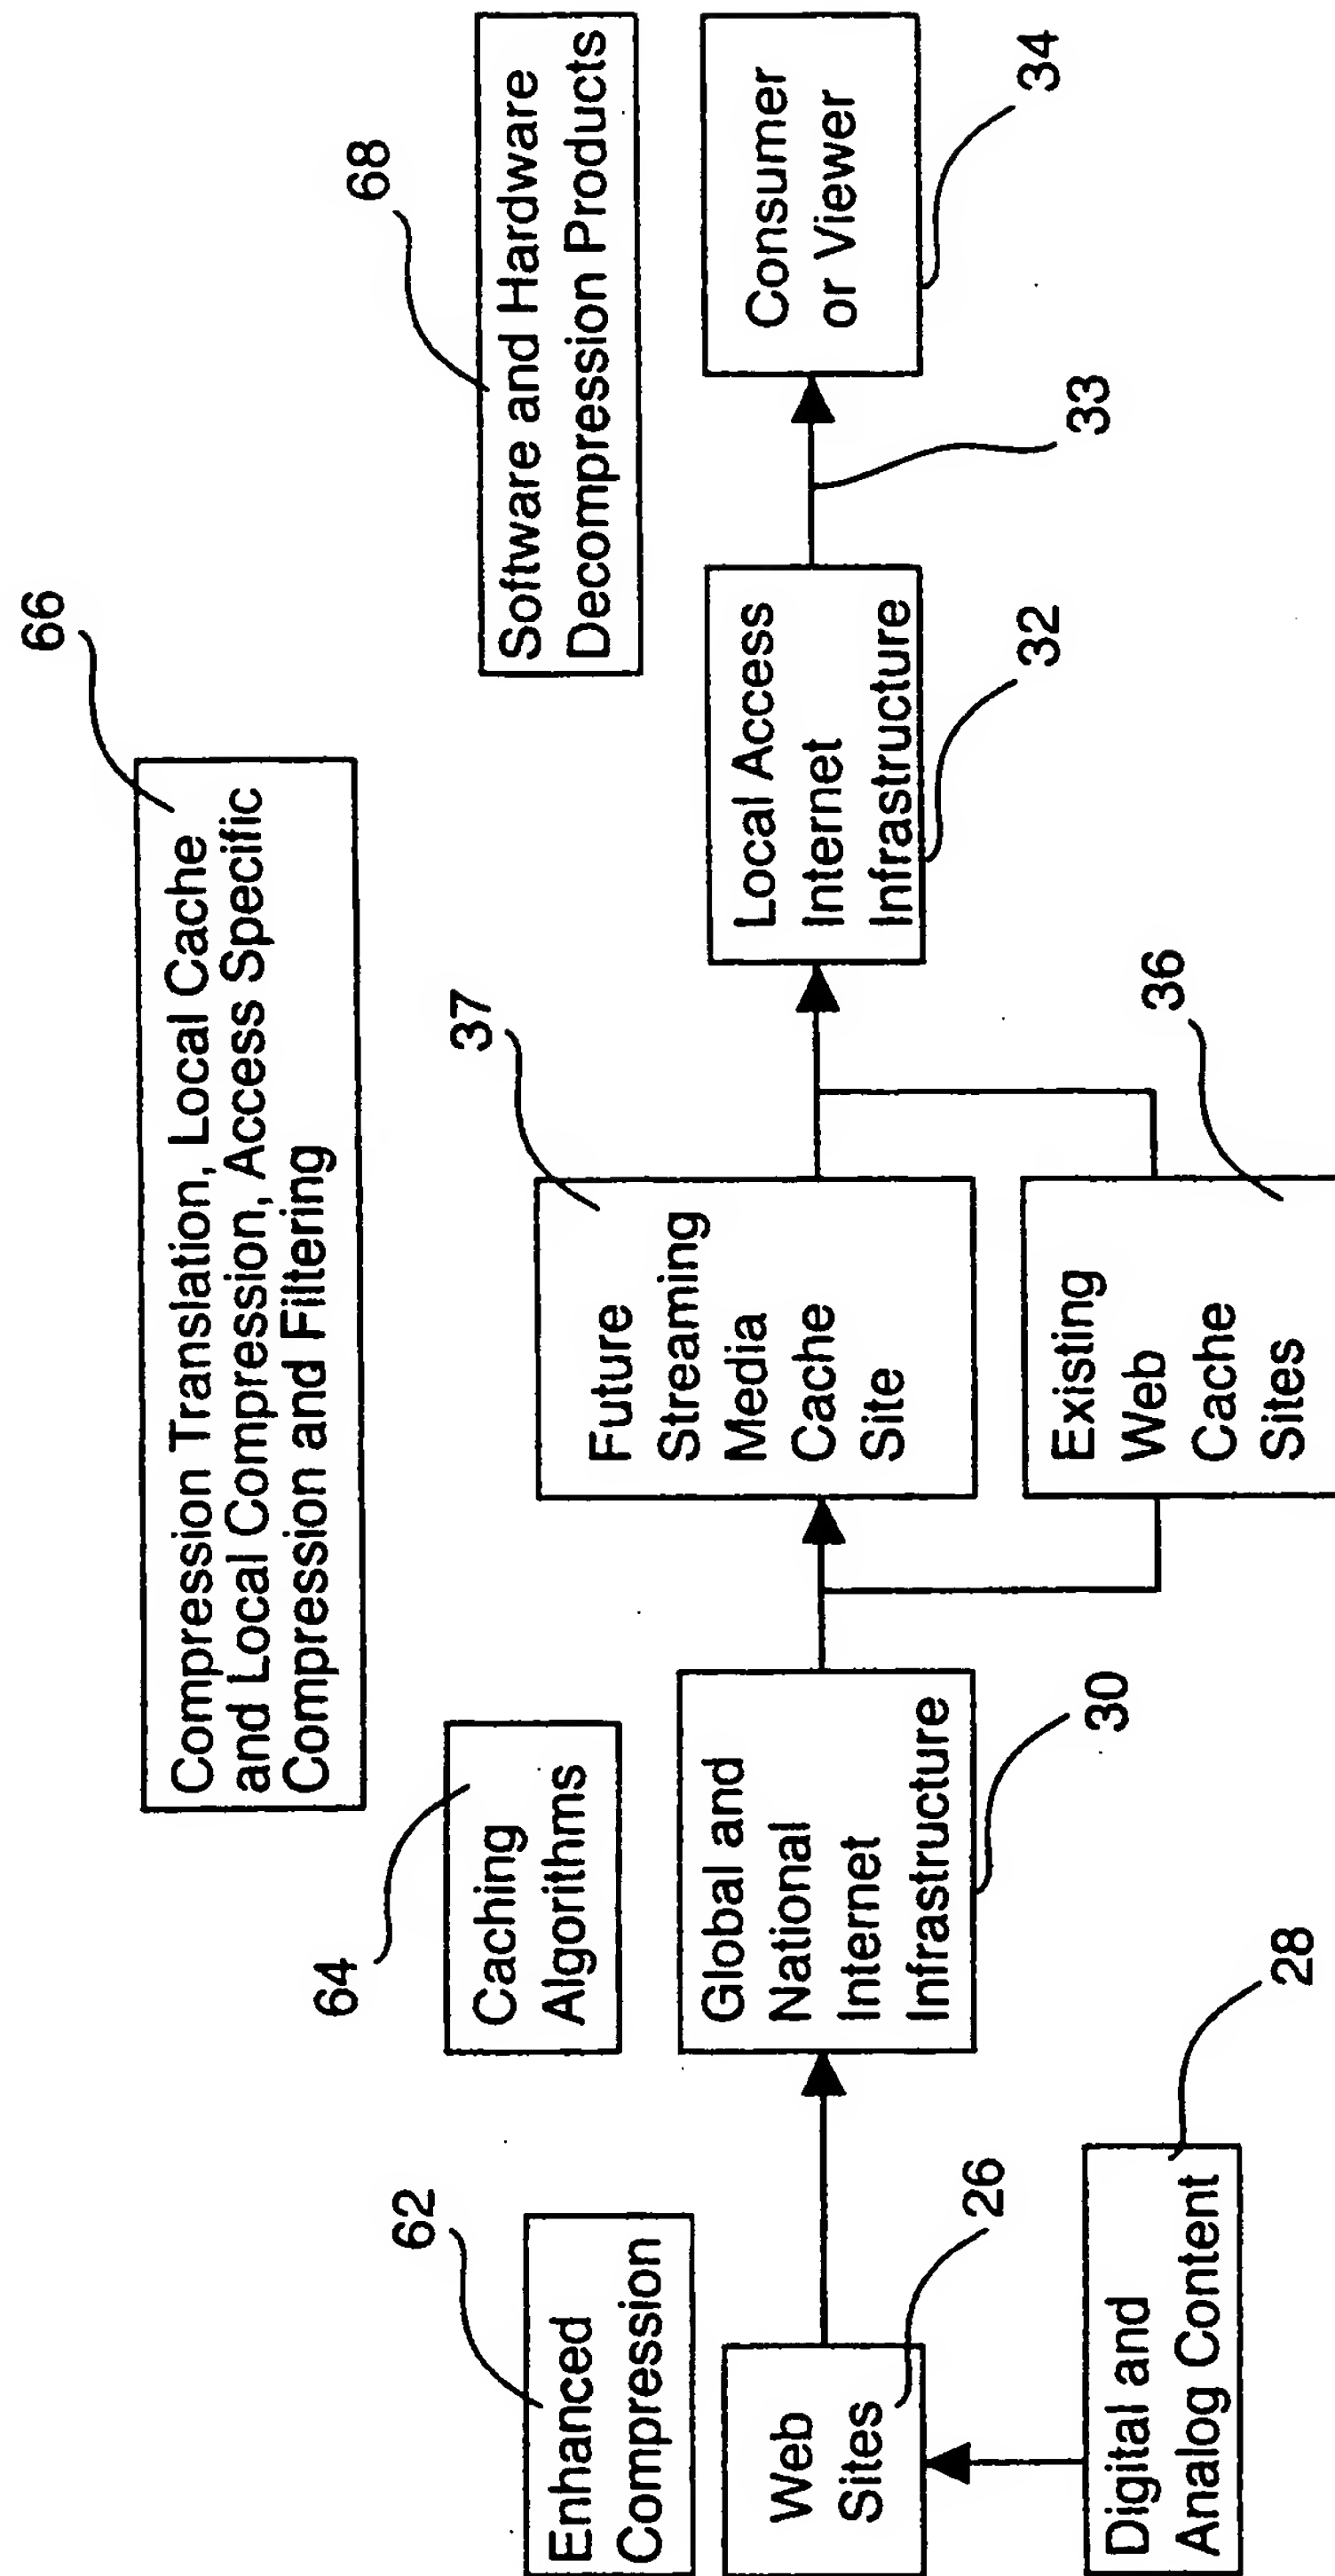 66
Compression Translation, Local Cache
and Local Compression, Access Specific
Compression and Filtering
68
Software and Hardware
Decompression Products
62
Enhanced
Compression
64
Caching
Algorithms
37
Future
Streaming
Media
Cache
Site
Web
Sites
26
Global and
National
Internet
Infrastructure
30
Local Access
Internet
Infrastructure
32
33
Consumer
or Viewer
34
Digital and
Analog Content
28
Existing
Web
Cache
Sites
36